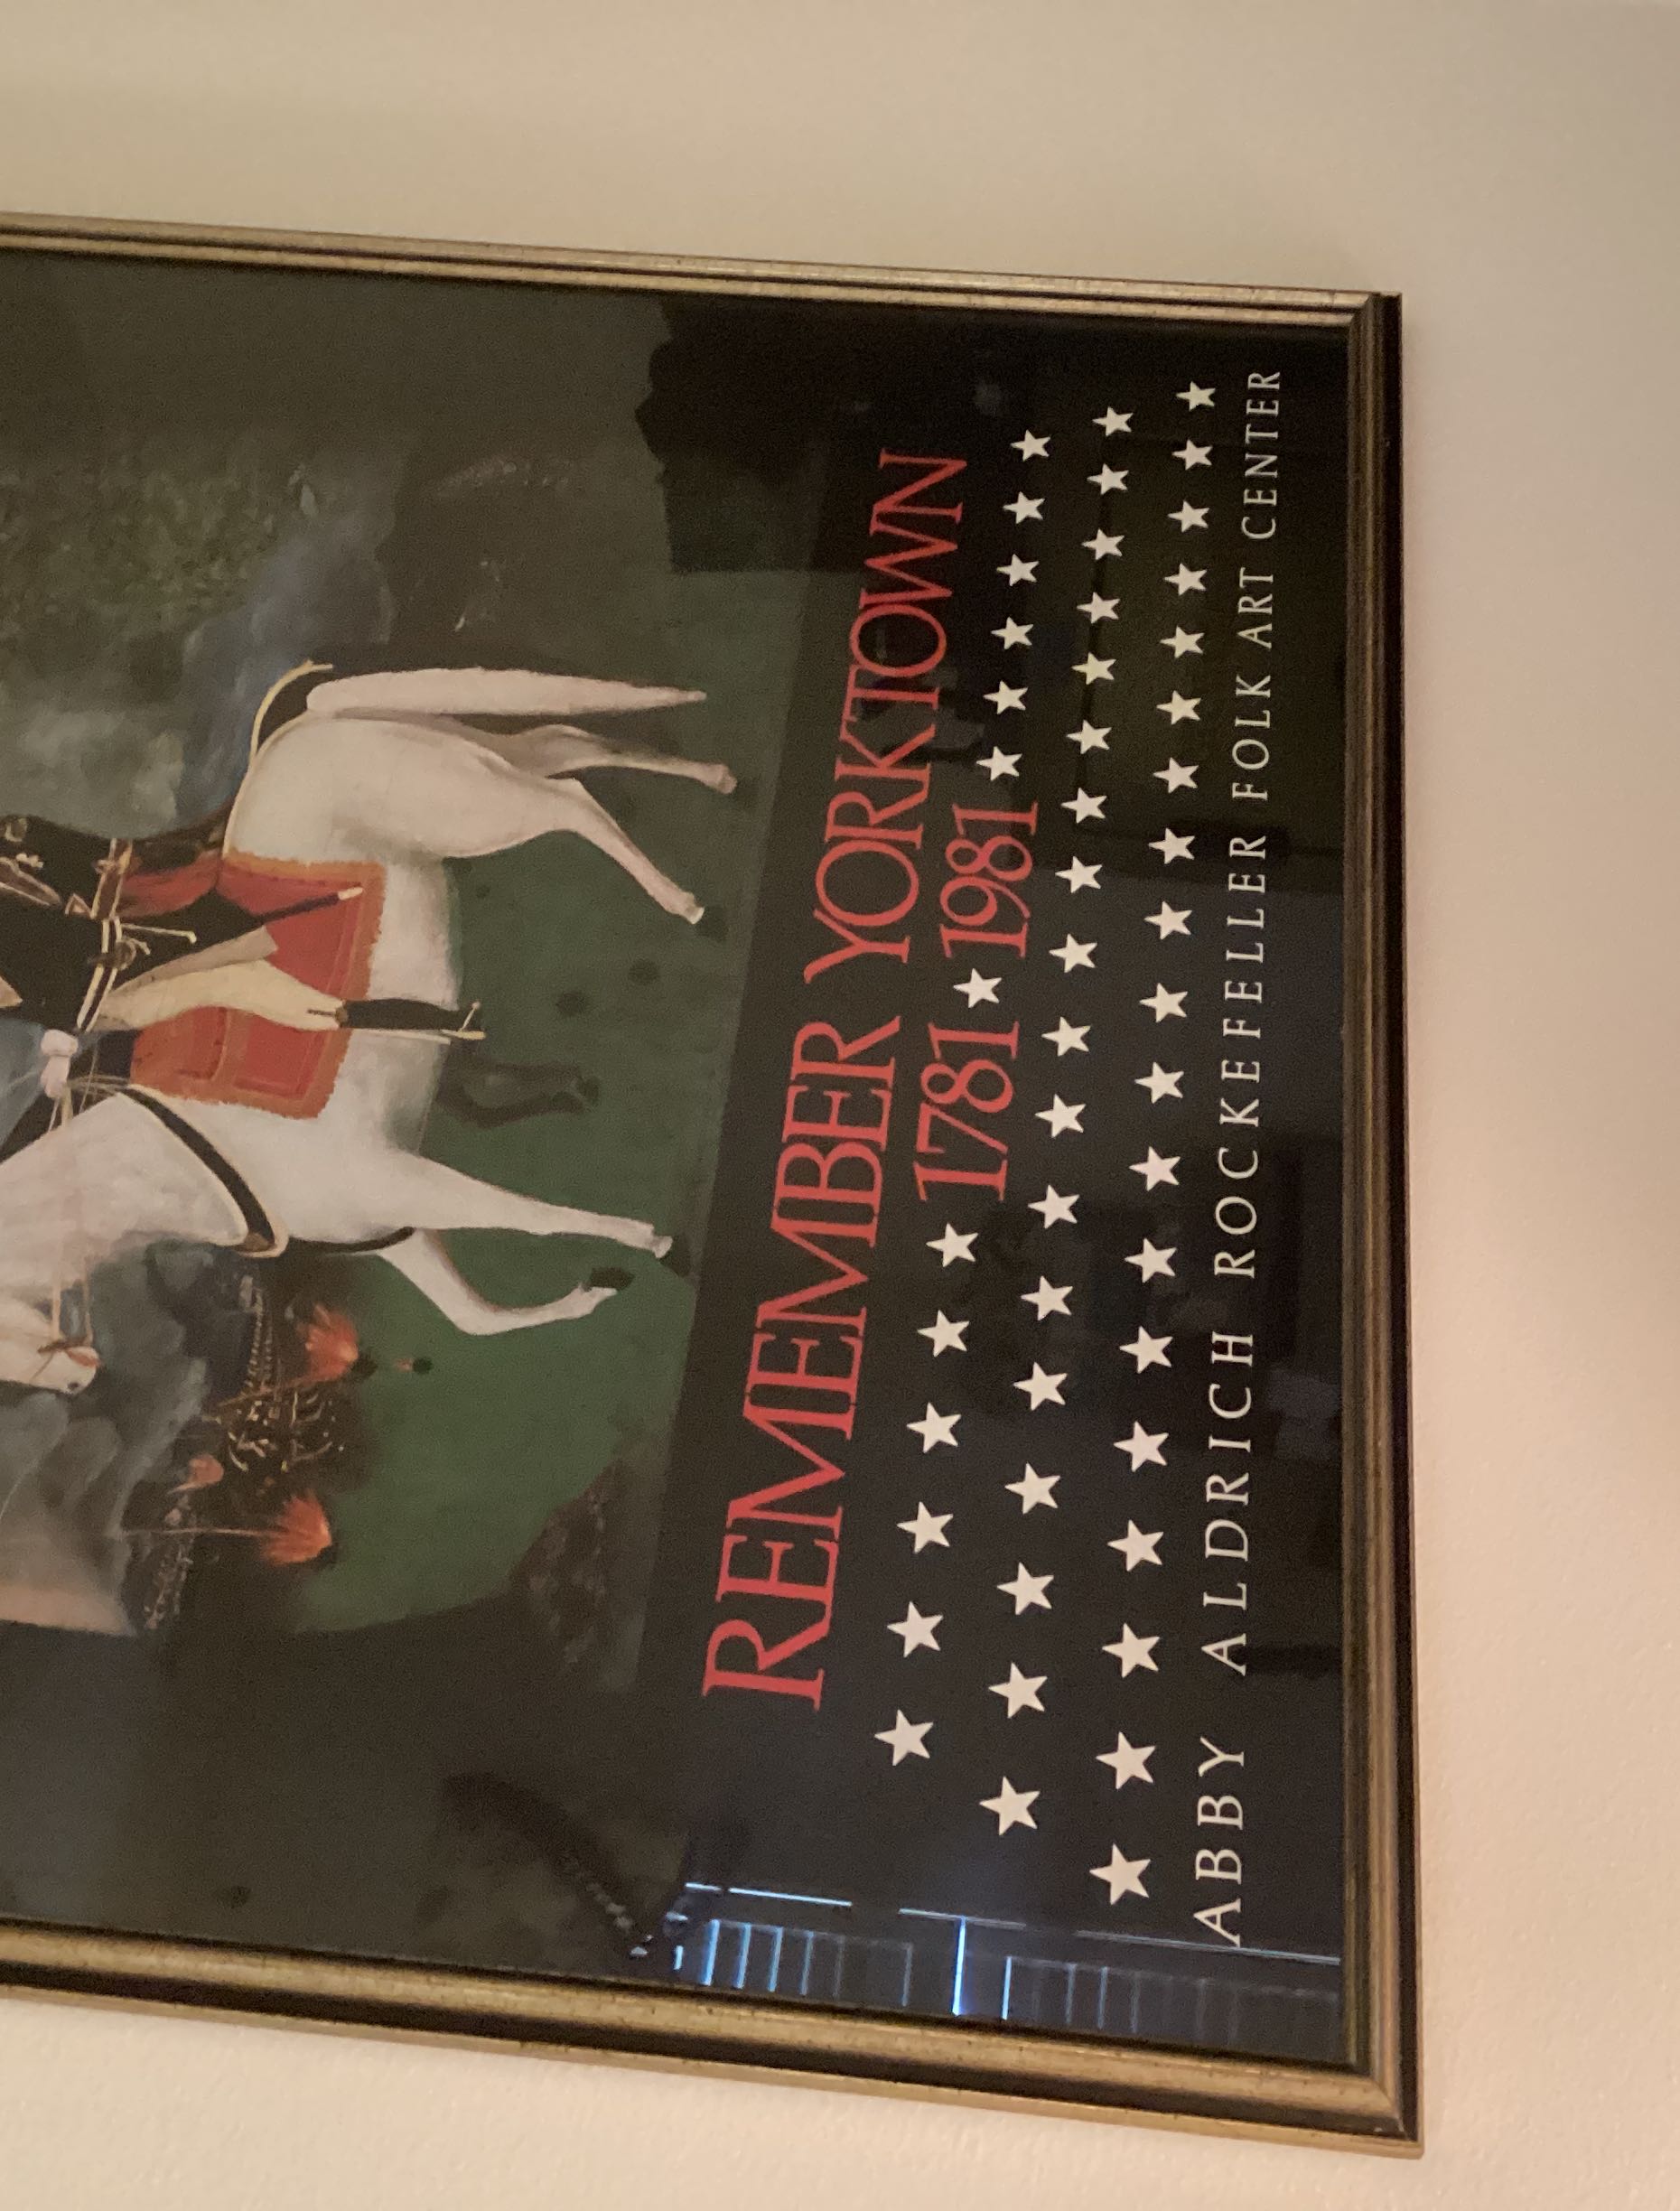 REMEMBER YORKTOWN
1781 ★ 1981
ABBY ALDRICH ROCKEFELLER FOLK ART CENTER